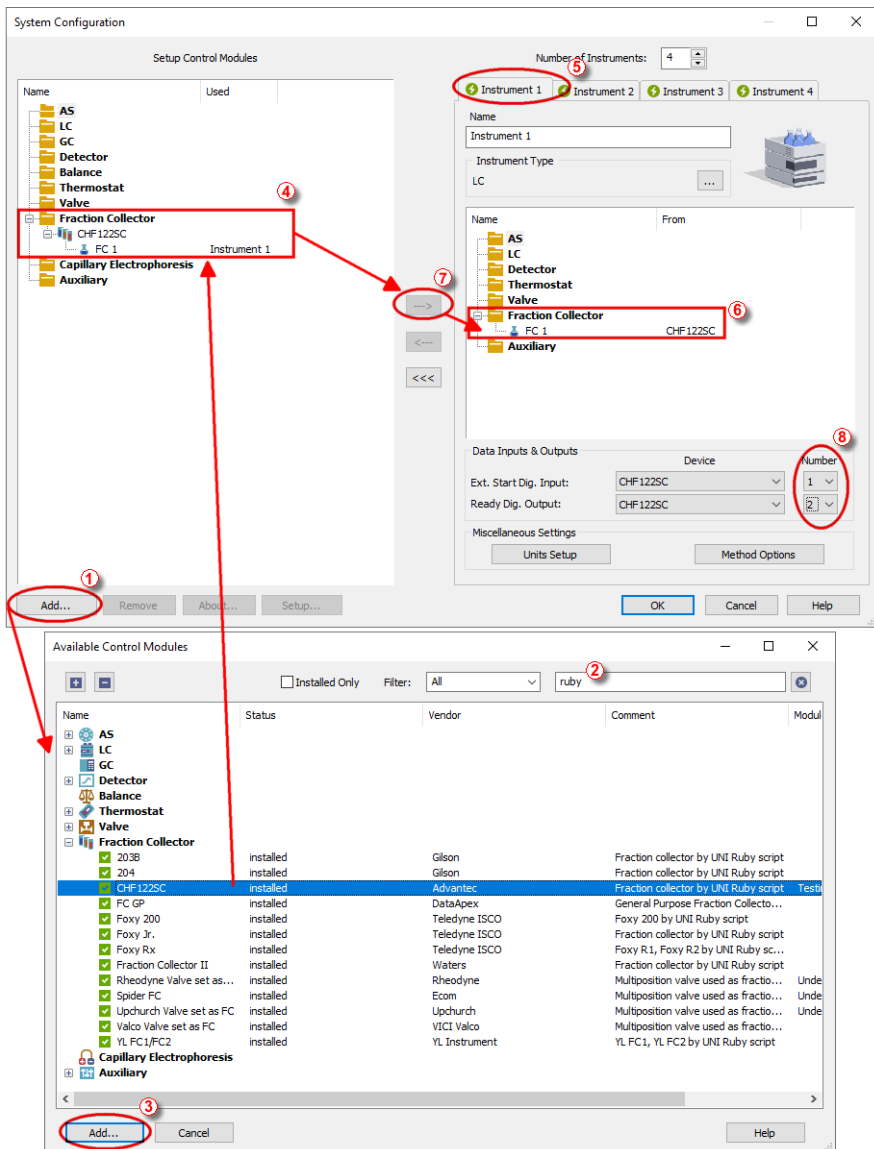 System Configuration
Setup Control Modules
Number of Instruments: 4
⑤
Name Used
AS
LC
GC
Detector
Balance
Thermostat
Valve
④
Fraction Collector
CHF122SC
FC 1 Instrument 1
Capillary Electrophoresis
Auxiliary
⑦
--->
<---
<<<
Instrument 1 Instrument 2 Instrument 3 Instrument 4
Name
Instrument 1
Instrument Type
LC ...
Name From
AS
LC
Detector
Thermostat
Valve
Fraction Collector ⑥
FC 1 CHF122SC
Auxiliary
⑧
Data Inputs & Outputs
Device Number
Ext. Start Dig. Input: CHF122SC 1
Ready Dig. Output: CHF122SC 2
Miscellaneous Settings
Units Setup Method Options
①
Add... Remove About... Setup... OK Cancel Help
Available Control Modules
②
Installed Only Filter: All ruby
Name Status Vendor Comment Modul
AS
LC
GC
Detector
Balance
Thermostat
Valve
Fraction Collector
203B installed Gilson Fraction collector by UNI Ruby script
204 installed Gilson Fraction collector by UNI Ruby script
CHF122SC installed Advantec Fraction collector by UNI Ruby script Testi
FC GP installed DataApex General Purpose Fraction Collecto...
Foxy 200 installed Teledyne ISCO Foxy 200 by UNI Ruby script
Foxy Jr. installed Teledyne ISCO Fraction collector by UNI Ruby script
Foxy Rx installed Teledyne ISCO Foxy R1, Foxy R2 by UNI Ruby sc...
Fraction Collector II installed Waters Fraction collector by UNI Ruby script
Rheodyne Valve set as... installed Rheodyne Multiposition valve used as fractio... Unde
Spider FC installed Ecom Multiposition valve used as fractio... Unde
Upchurch Valve set as FC installed Upchurch Multiposition valve used as fractio... Unde
Valco Valve set as FC installed VICI Valco Multiposition valve used as fractio...
YL FC1/FC2 installed YL Instrument YL FC1, YL FC2 by UNI Ruby script
Capillary Electrophoresis
Auxiliary
③
Add... Cancel Help